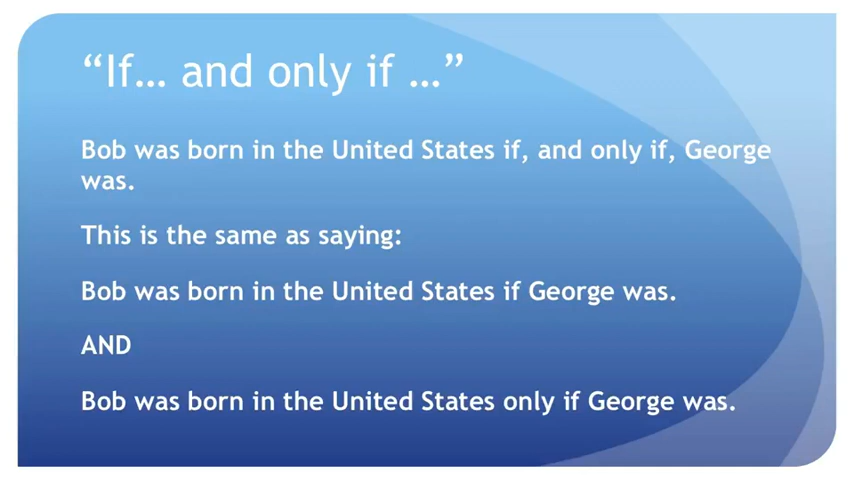 “If… and only if …”
Bob was born in the United States if, and only if, George
was.
This is the same as saying:
Bob was born in the United States if George was.
AND
Bob was born in the United States only if George was.